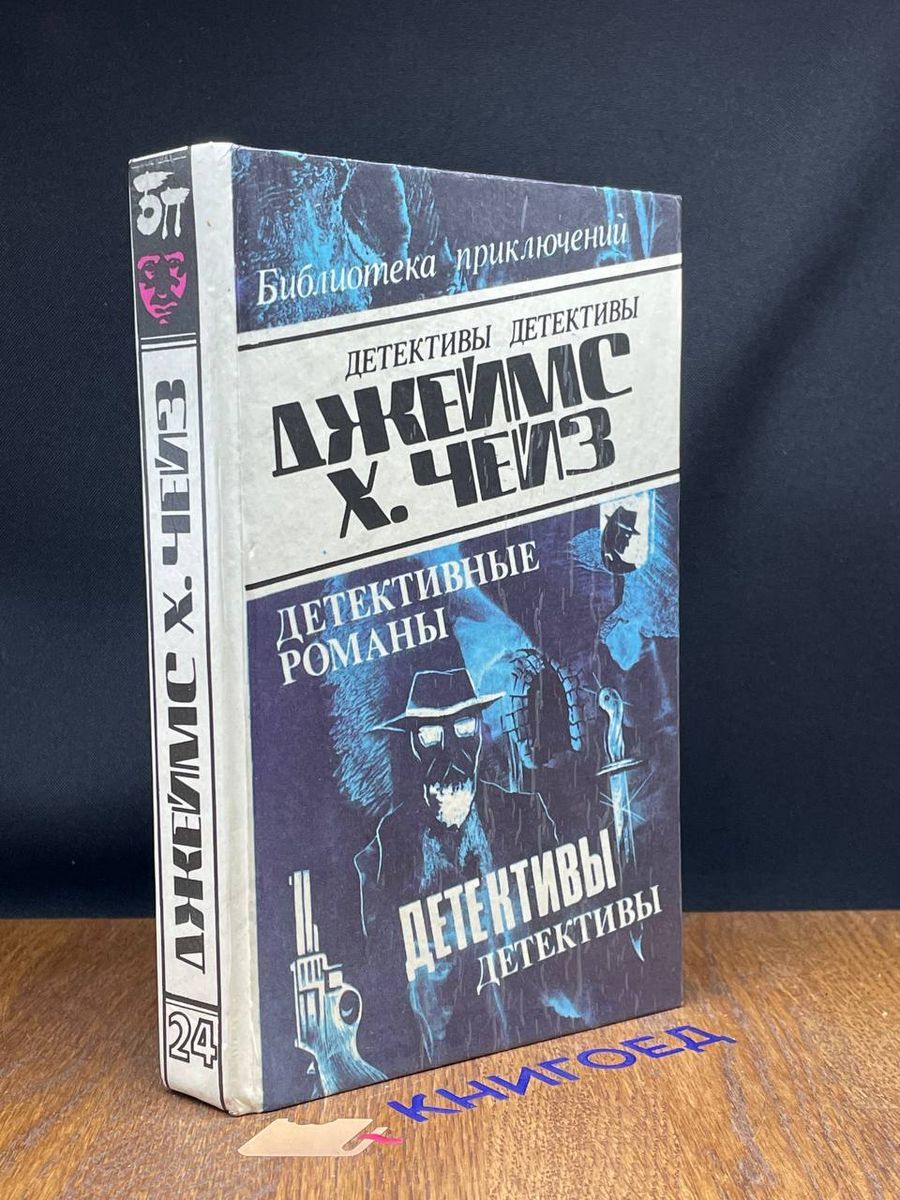 БП
ДЖЕЙМС Х. ЧЕЙЗ
24
Библиотека приключений
ДЕТЕКТИВЫ ДЕТЕКТИВЫ
ДЖЕЙМС
Х. ЧЕЙЗ
ДЕТЕКТИВНЫЕ
РОМАНЫ
ДЕТЕКТИВЫ
ДЕТЕКТИВЫ
КНИГОЕД